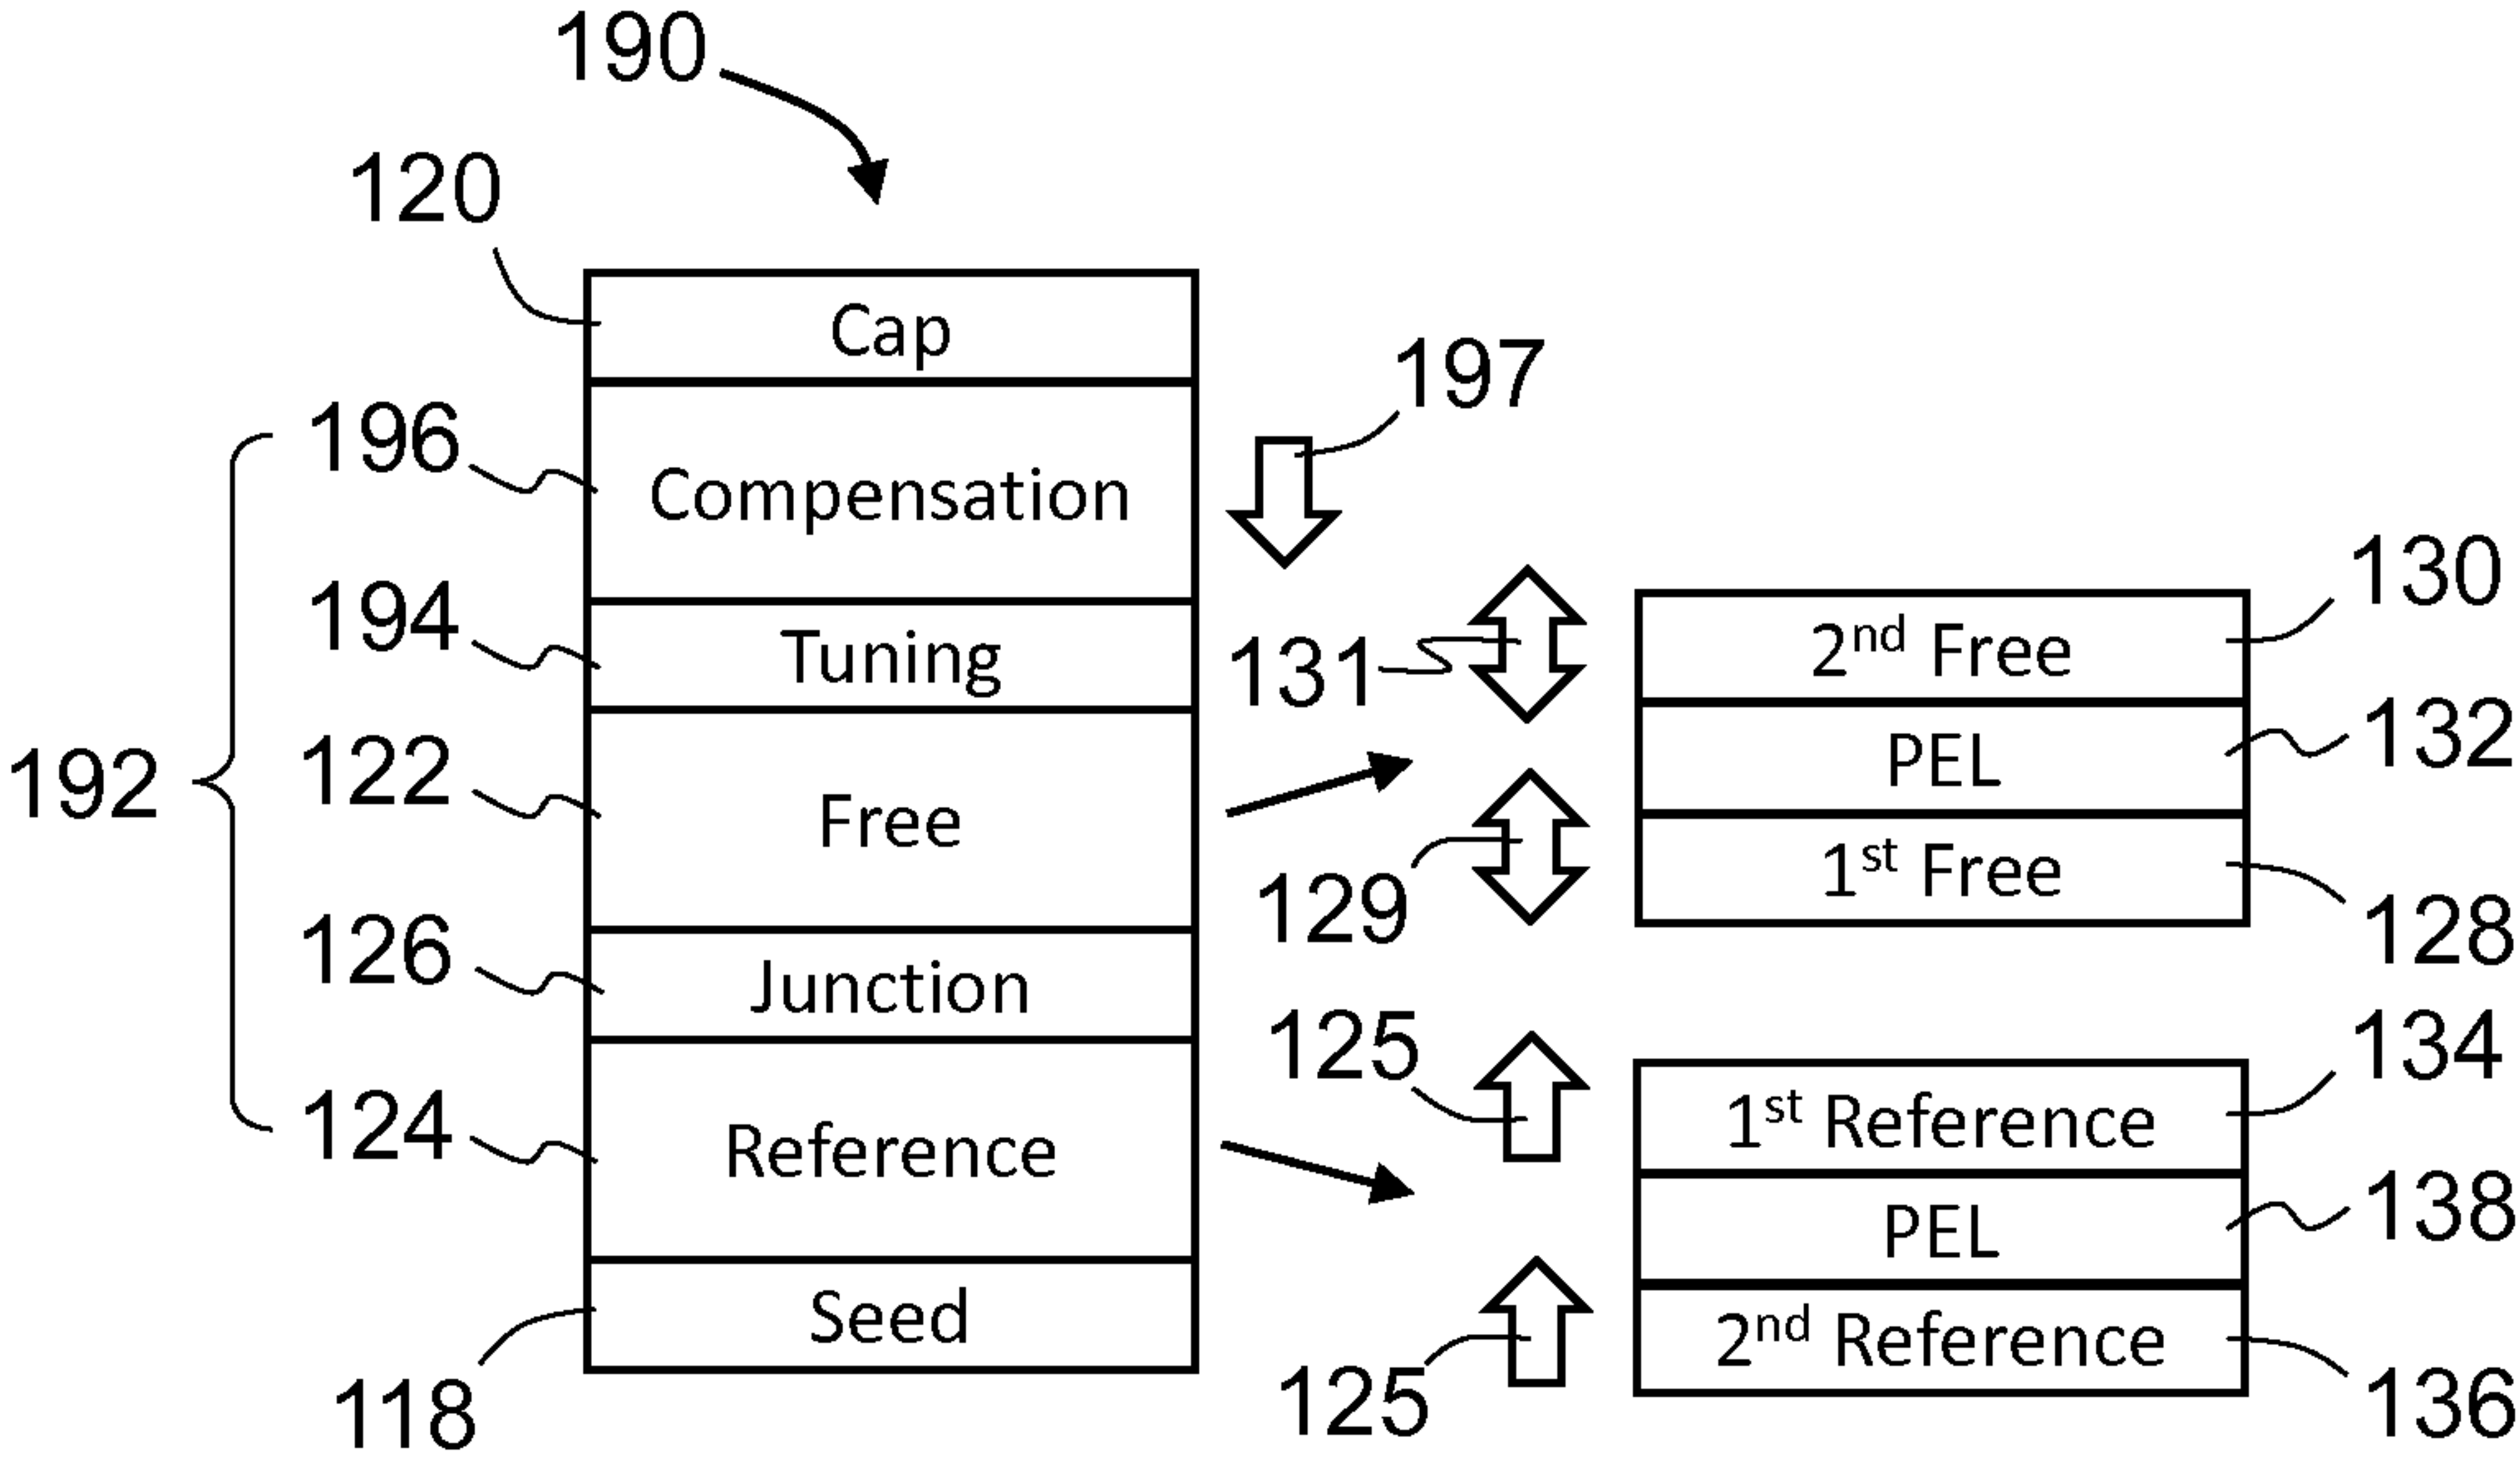 190
120
Cap
197
196
Compensation
130
194
Tuning
131
2nd Free
132
192
122
Free
PEL
129
1st Free
128
126
Junction
125
134
124
Reference
1st Reference
138
PEL
118
Seed
125
2nd Reference
136